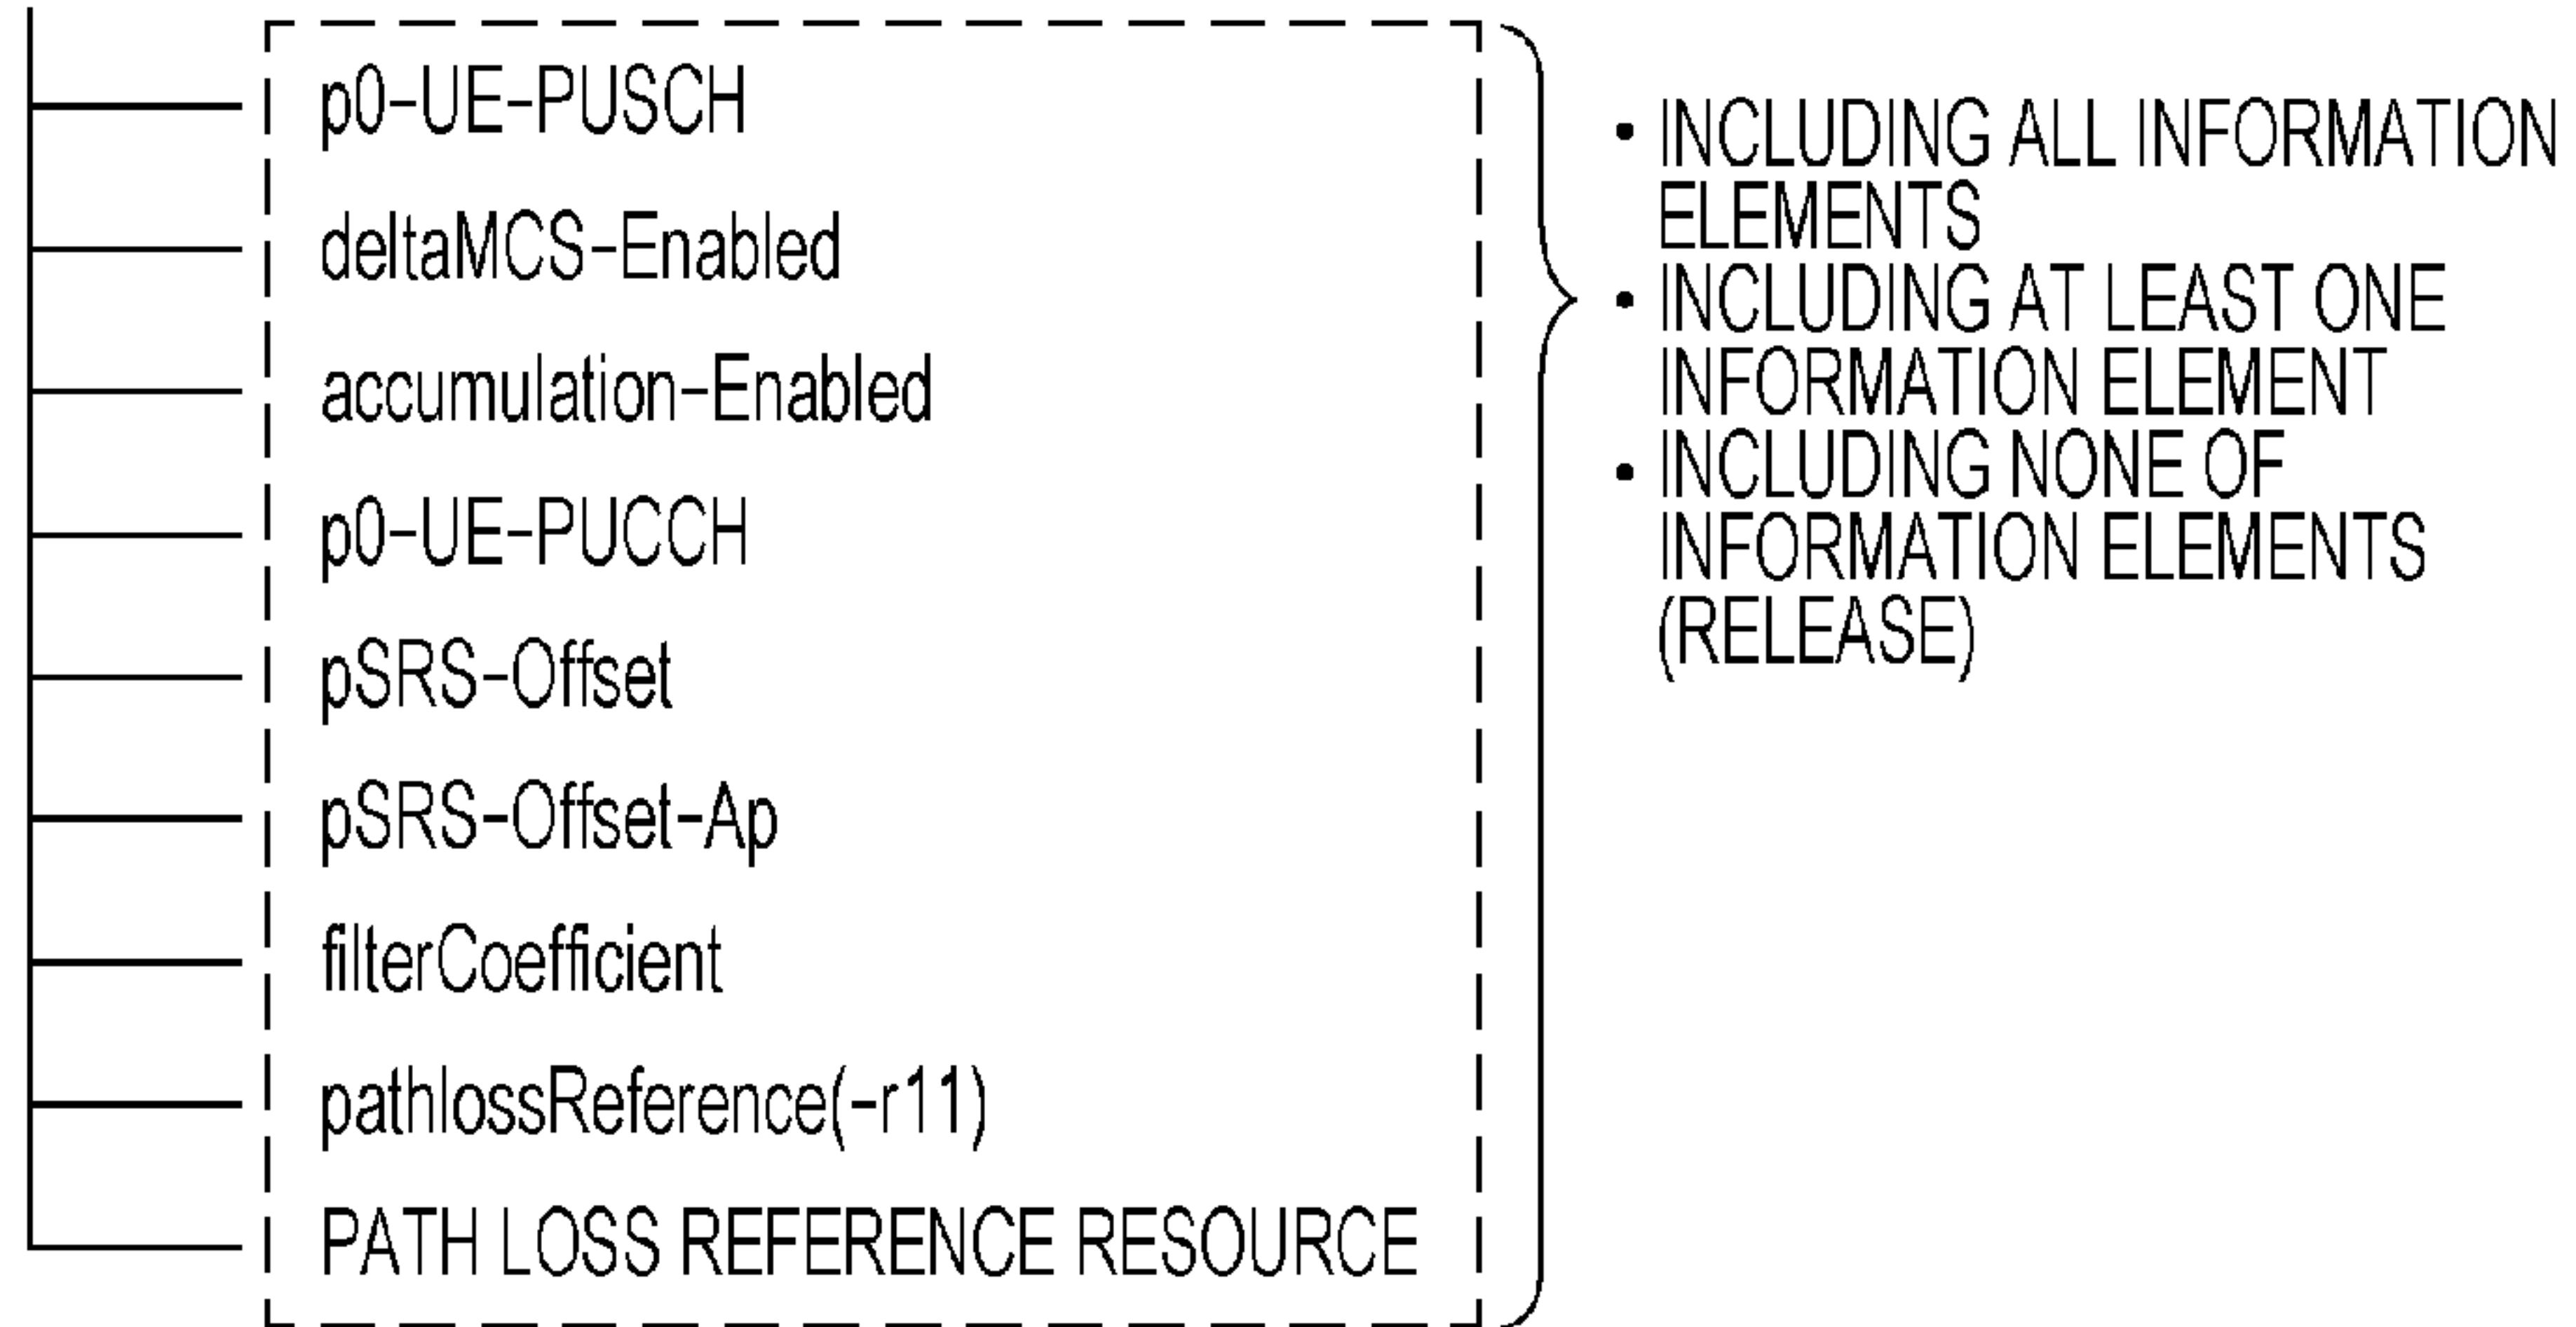 p0-UE-PUSCH
deltaMCS-Enabled
accumulation-Enabled
p0-UE-PUCCH
pSRS-Offset
pSRS-Offset-Ap
filterCoefficient
pathlossReference(-r11)
PATH LOSS REFERENCE RESOURCE
• INCLUDING ALL INFORMATION
ELEMENTS
• INCLUDING AT LEAST ONE
INFORMATION ELEMENT
• INCLUDING NONE OF
INFORMATION ELEMENTS
(RELEASE)